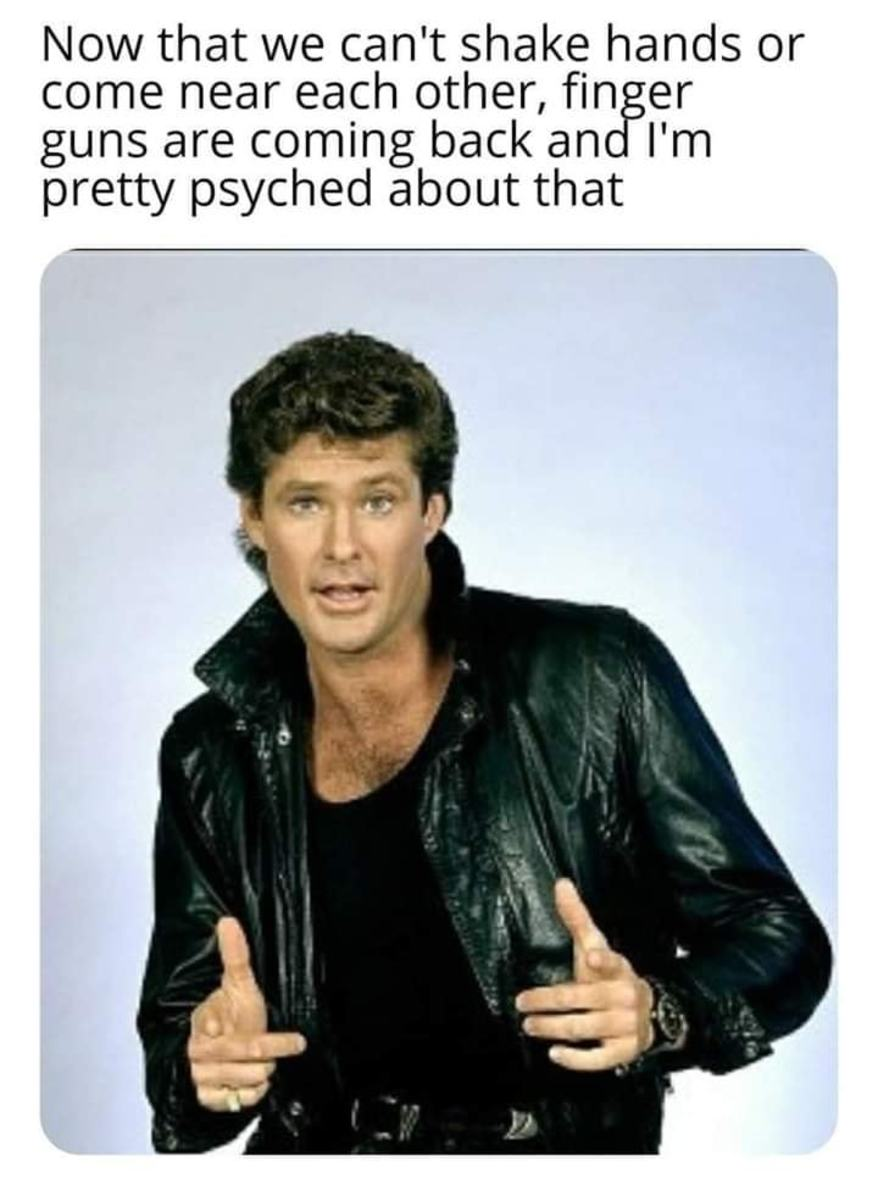 Now that we can't shake hands or
come near each other, finger
guns are coming back and I'm
pretty psyched about that